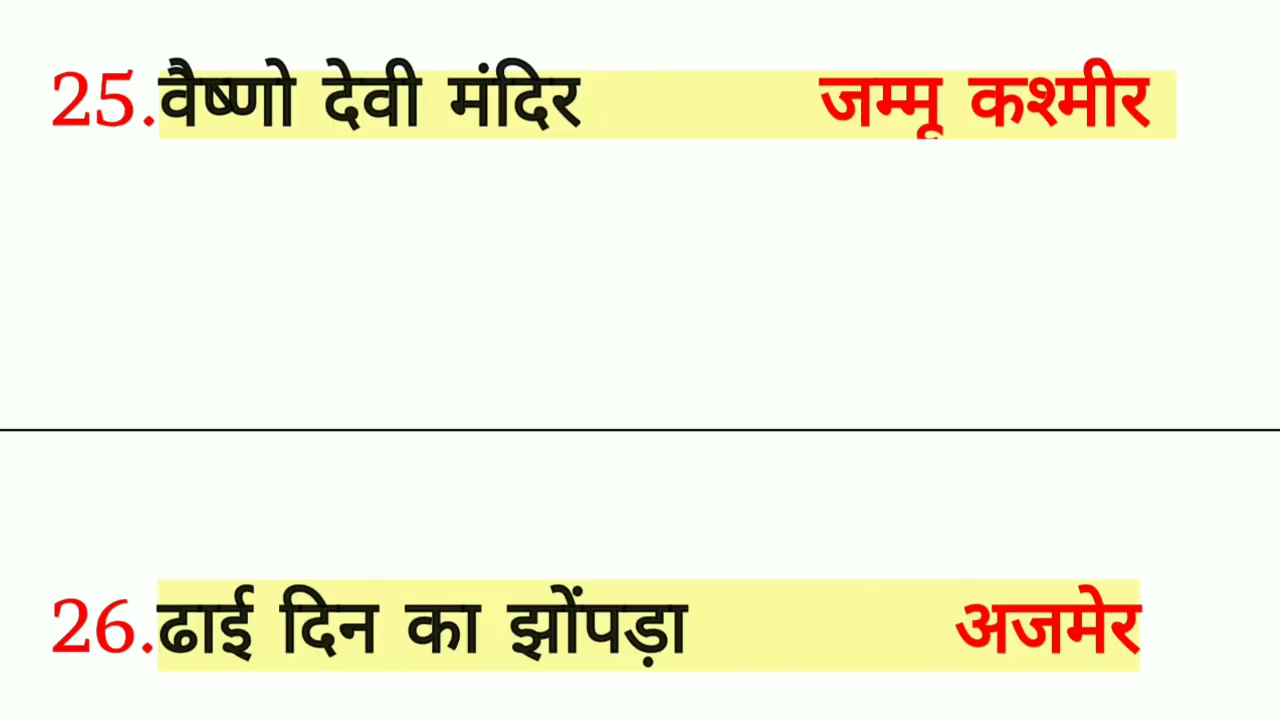 25.वैष्णो देवी मंदिर जम्मू कश्मीर
26.ढाई दिन का झोंपड़ा अजमेर